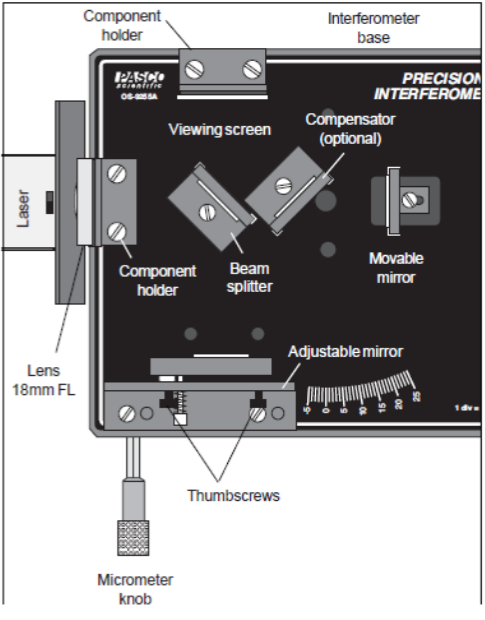 Component
holder
Interferometer
base
PASCO
scientific
OS-9255A
PRECISION
INTERFEROME
Viewing screen
Compensator
(optional)
Laser
Component
holder
Beam
splitter
Movable
mirror
Lens
18mm FL
Adjustable mirror
-5 0 5 10 15 20 25
1 div =
Thumbscrews
Micrometer
knob